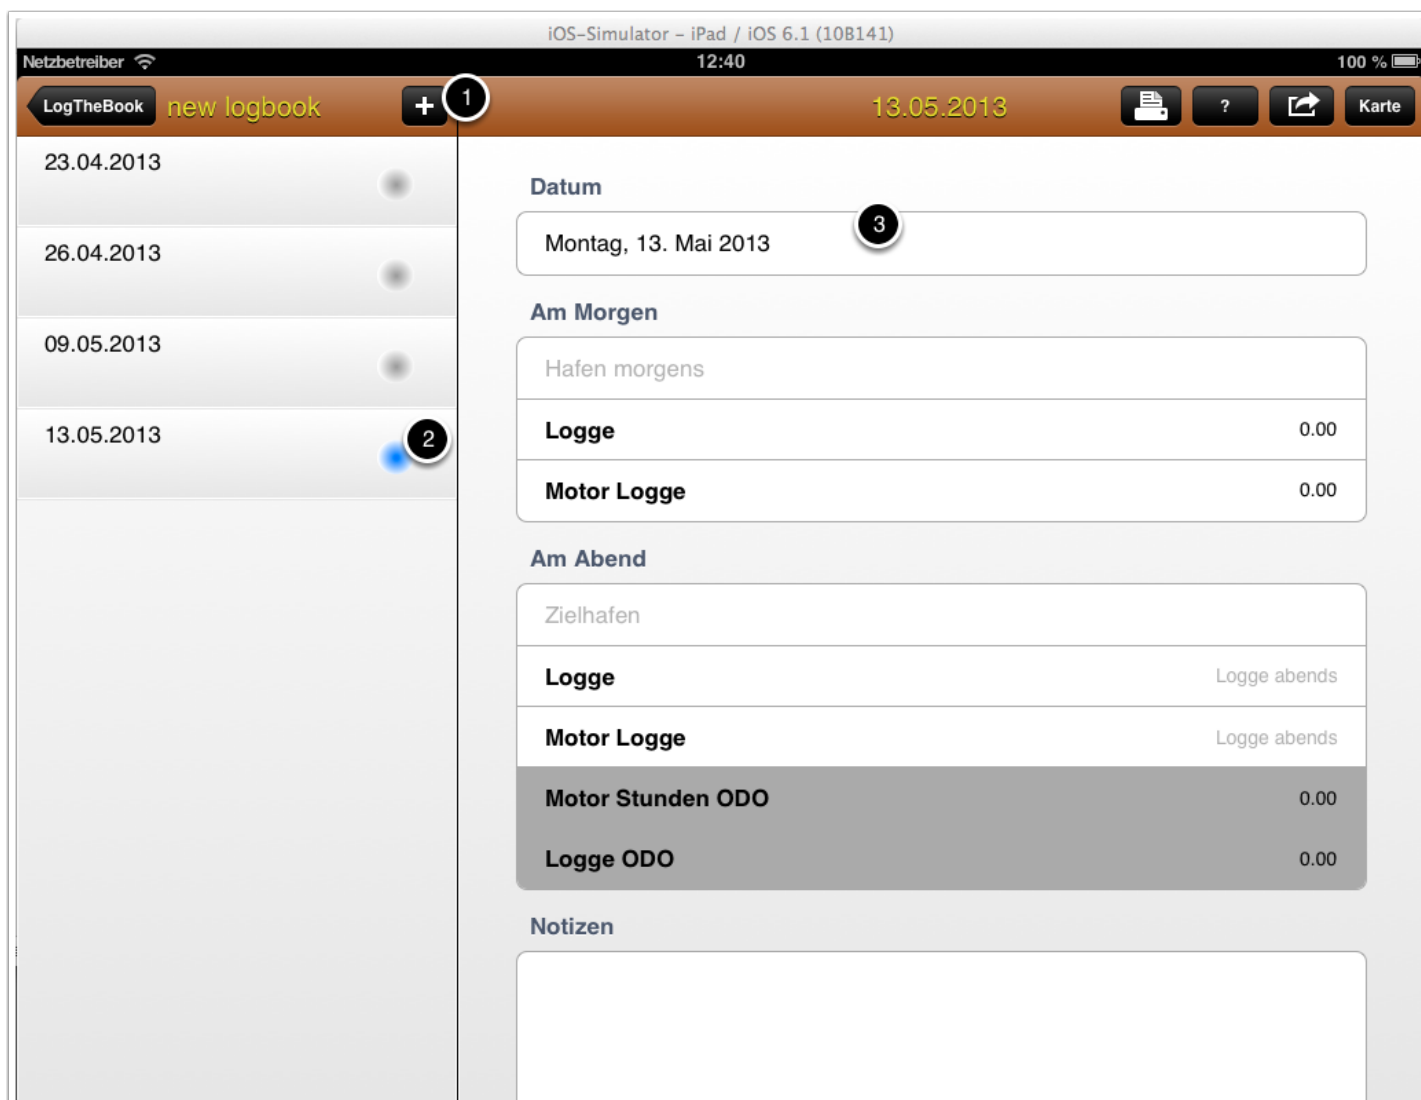 iOS-Simulator – iPad / iOS 6.1 (10B141)
Netzbetreiber 12:40 100 %
LogTheBook new logbook + 1 13.05.2013 ? Karte
23.04.2013
26.04.2013
09.05.2013
13.05.2013 2
Datum
Montag, 13. Mai 2013 3
Am Morgen
Hafen morgens
Logge 0.00
Motor Logge 0.00
Am Abend
Zielhafen
Logge Logge abends
Motor Logge Logge abends
Motor Stunden ODO 0.00
Logge ODO 0.00
Notizen